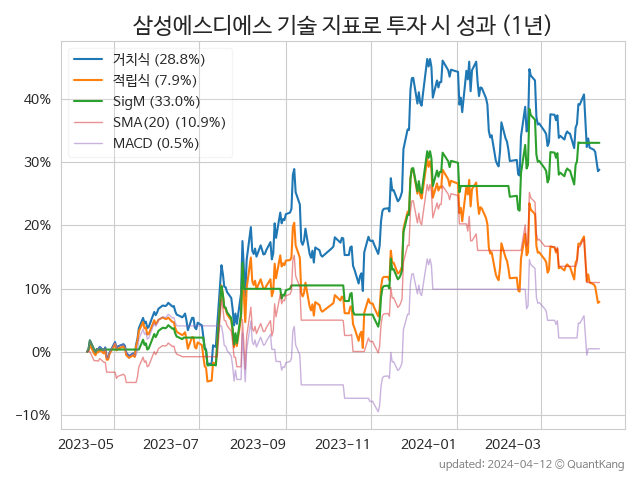 삼성에스디에스 기술 지표로 투자 시 성과 (1년)
거치식 (28.8%)
적립식 (7.9%)
SigM (33.0%)
SMA(20) (10.9%)
MACD (0.5%)
40%
30%
20%
10%
0%
−10%
2023-05 2023-07 2023-09 2023-11 2024-01 2024-03
updated: 2024-04-12 © QuantKang